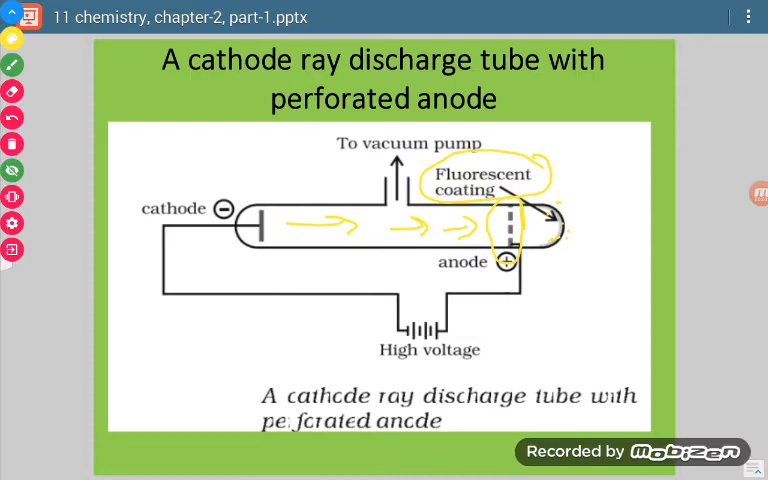 11 chemistry, chapter-2, part-1.pptx
A cathode ray discharge tube with
perforated anode
To vacuum pump
Fluorescent
coating
cathode
anode
High voltage
A cathode ray discharge tube with
perforated anode
Recorded by
MOBIZEN